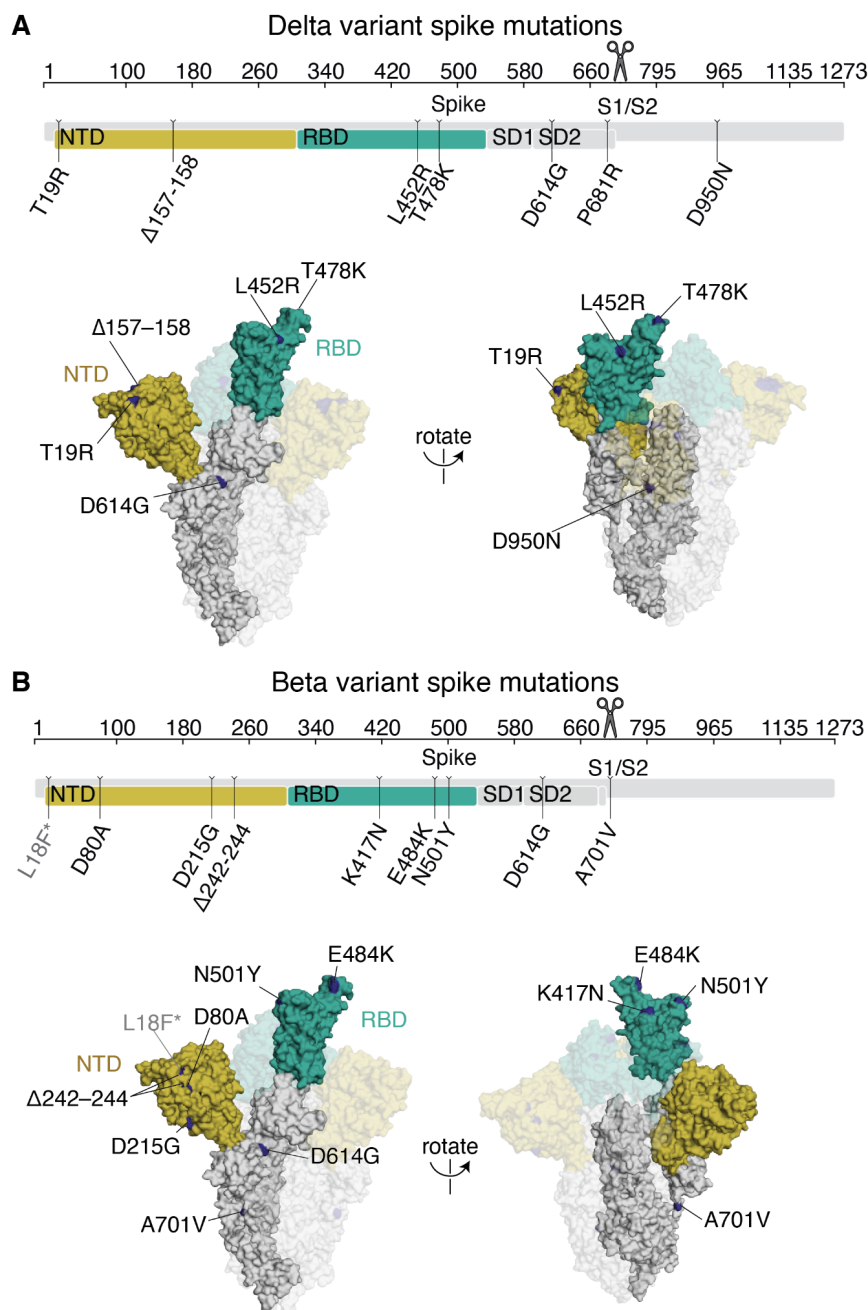 A
Delta variant spike mutations
1 100 180 260 340 420 500 580 660 795 965 1135 1273
Spike S1/S2
NTD RBD SD1 SD2
T19R Δ157-158 L452R T478K D614G P681R D950N
T478K
L452R
Δ157–158
RBD
NTD
T19R
D614G
rotate
T478K
L452R
T19R
D950N
B
Beta variant spike mutations
1 100 180 260 340 420 500 580 660 795 965 1135 1273
Spike
S1/S2
NTD RBD SD1 SD2
L18F* D80A D215G Δ242-244 K417N E484K N501Y D614G A701V
E484K
N501Y
L18F* D80A
RBD
NTD
Δ242–244
D215G
D614G
A701V
rotate
E484K
K417N
N501Y
A701V